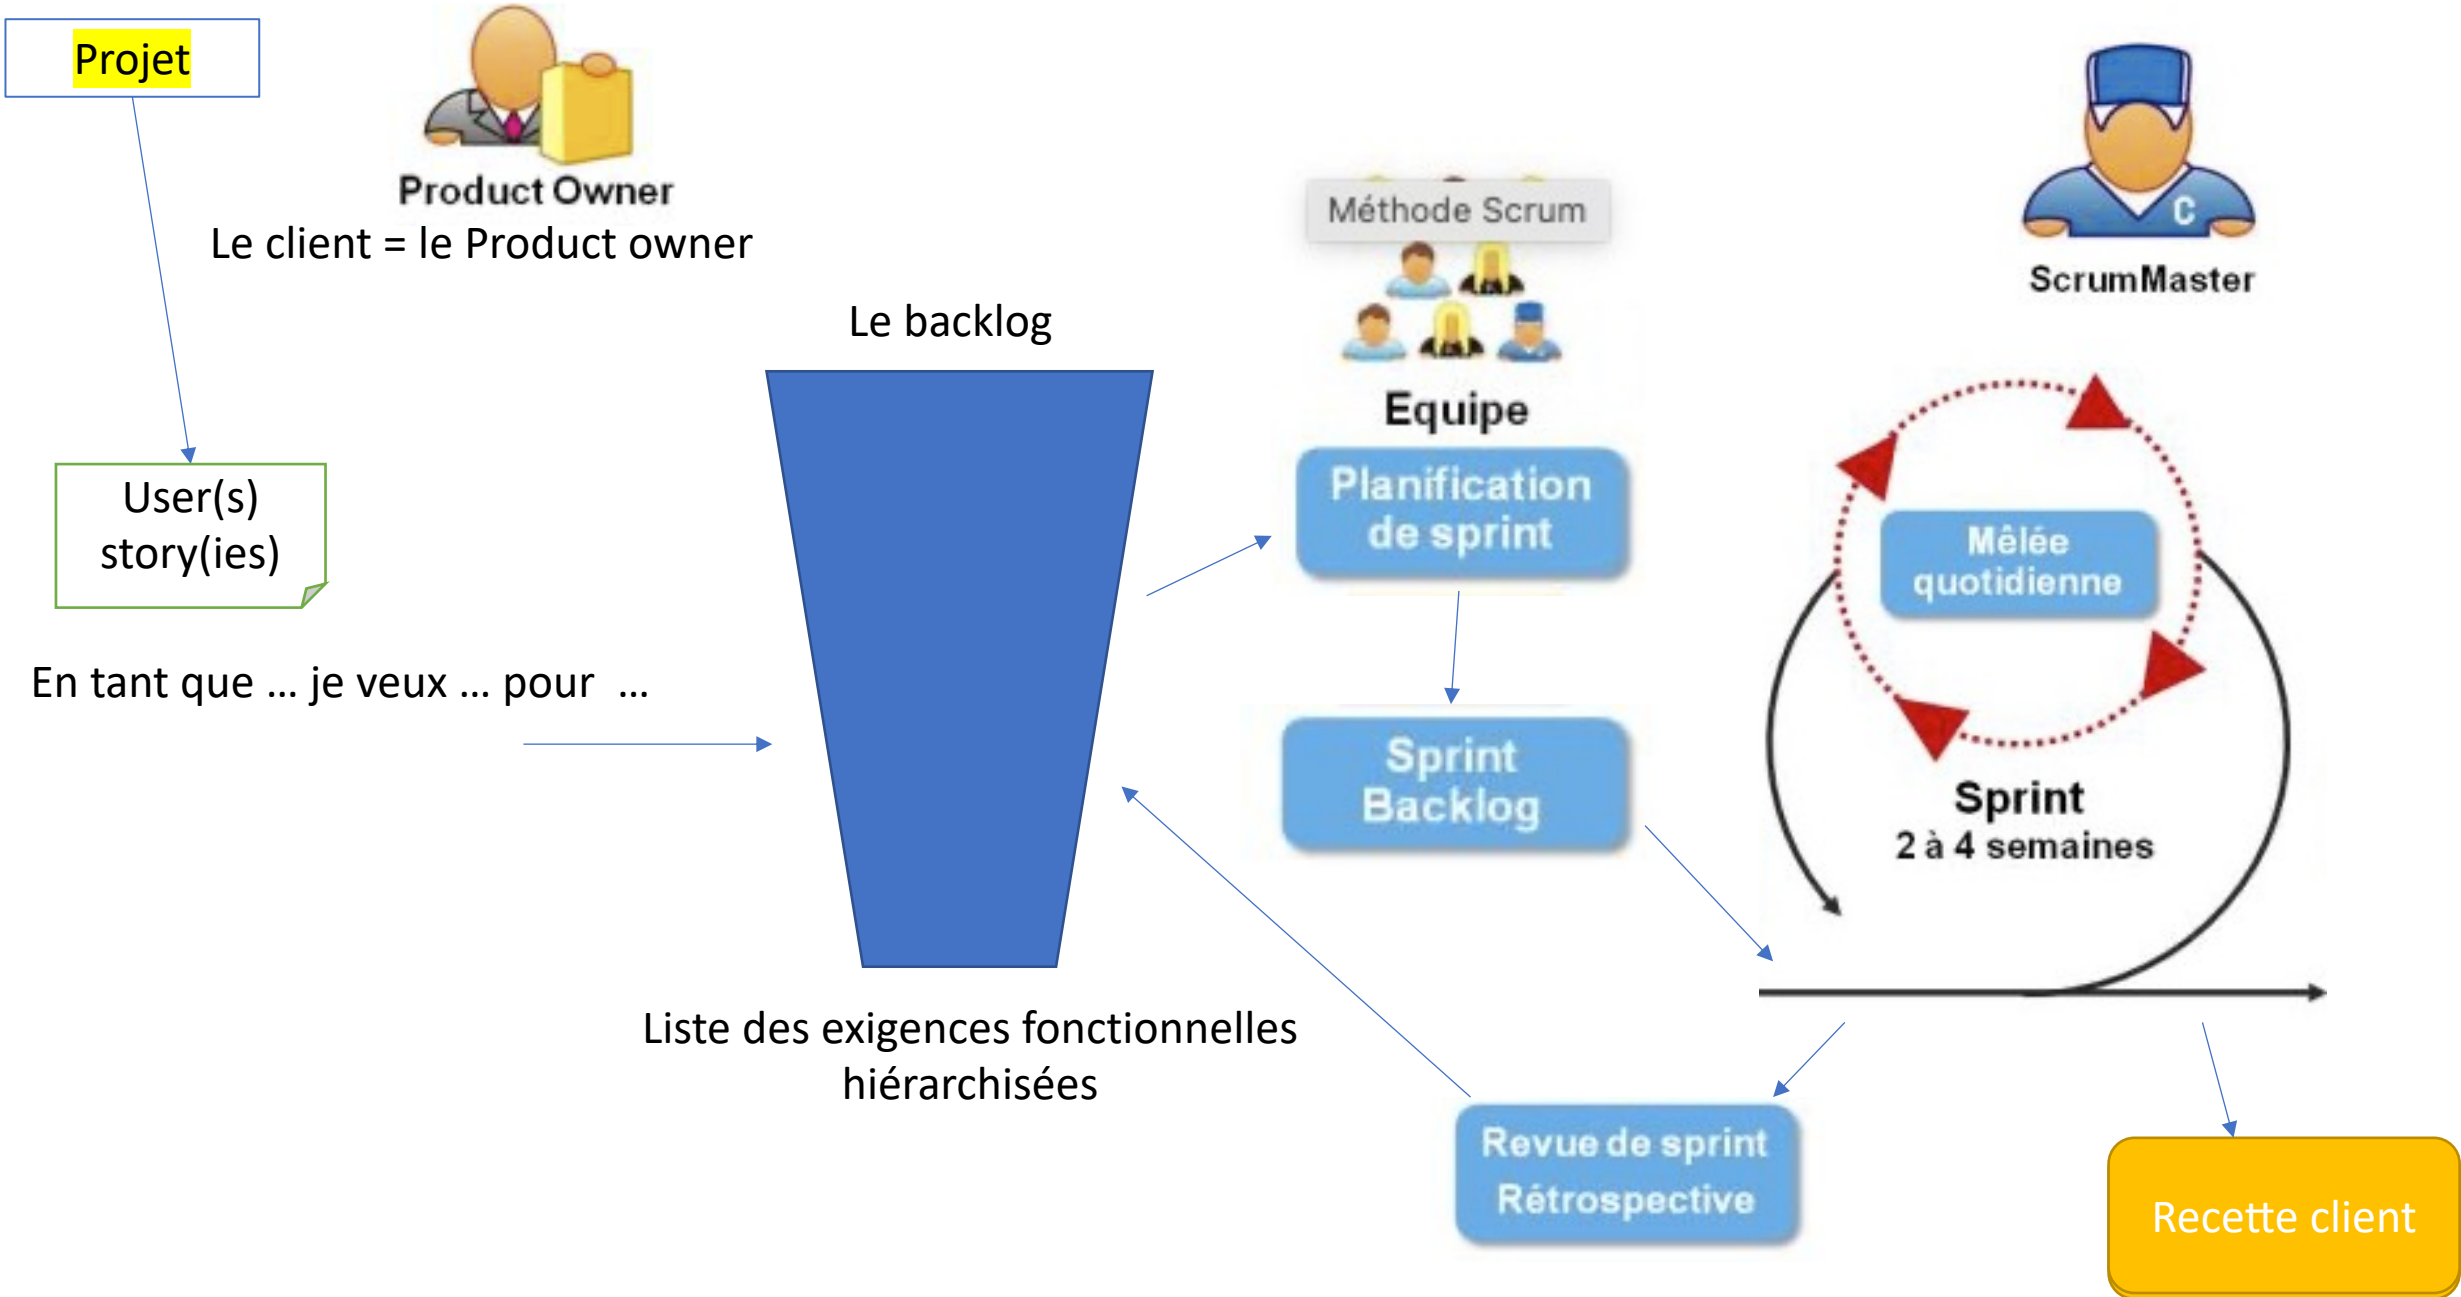 Projet
Product Owner
Le client = le Product owner
Méthode Scrum
ScrumMaster
Le backlog
Equipe
User(s)
story(ies)
Planification
de sprint
Mêlée
quotidienne
En tant que ... je veux ... pour ...
Sprint
Backlog
Sprint
2 à 4 semaines
Liste des exigences fonctionnelles
hiérarchisées
Revue de sprint
Rétrospective
Recette client
C